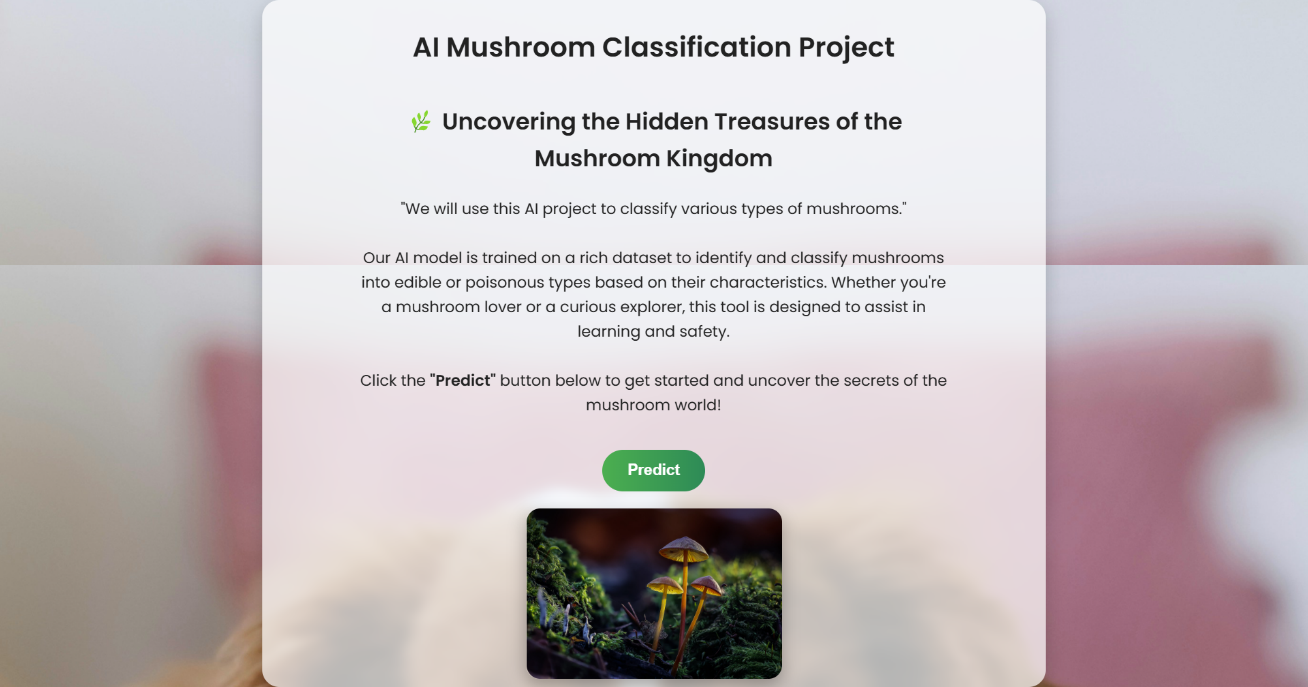 AI Mushroom Classification Project
🌿 Uncovering the Hidden Treasures of the
Mushroom Kingdom
"We will use this AI project to classify various types of mushrooms."
Our AI model is trained on a rich dataset to identify and classify mushrooms
into edible or poisonous types based on their characteristics. Whether you're
a mushroom lover or a curious explorer, this tool is designed to assist in
learning and safety.
Click the "Predict" button below to get started and uncover the secrets of the
mushroom world!
Predict